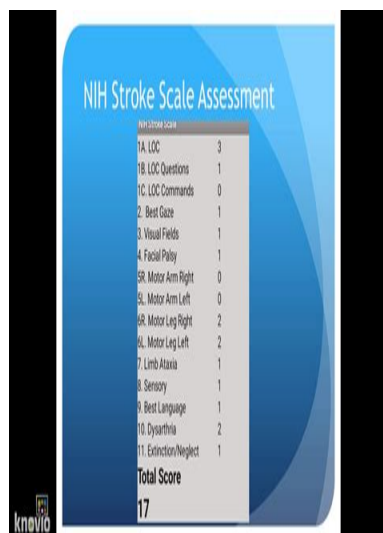 NIH Stroke Scale Assessment
NIH Stroke Scale
1A. LOC 3
1B. LOC Questions 1
1C. LOC Commands 0
2. Best Gaze 1
3. Visual Fields 1
4. Facial Palsy 1
5R. Motor Arm Right 0
5L. Motor Arm Left 0
6R. Motor Leg Right 2
6L. Motor Leg Left 2
7. Limb Ataxia 1
8. Sensory 1
9. Best Language 1
10. Dysarthria 2
11. Extinction/Neglect 1
Total Score
17
knovio